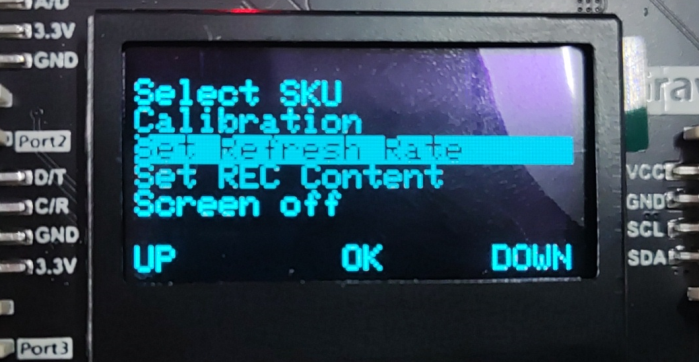 A/D
3.3V
GND
Port2
D/T
C/R
GND
3.3V
Port3
Select SKU
Calibration
Set Refresh Rate
Set REC Content
Screen off
UP OK DOWN
VCC
GND
SCL
SDA